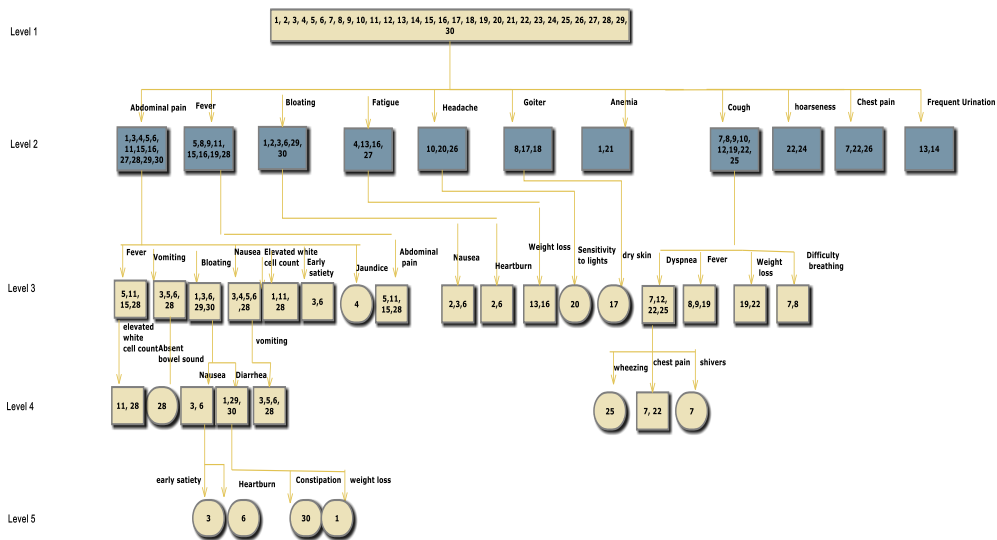 Level 1
1, 2, 3, 4, 5, 6, 7, 8, 9, 10, 11, 12, 13, 14, 15, 16, 17, 18, 19, 20, 21, 22, 23, 24, 25, 26, 27, 28, 29,
30
Abdominal pain
Fever
Bloating
Fatigue
Headache
Goiter
Anemia
Cough
hoarseness
Chest pain
Frequent Urination
Level 2
1,3,4,5,6,
11,15,16,
27,28,29,30
5,8,9,11,
15,16,19,28
1,2,3,6,29,
30
4,13,16,
27
10,20,26
8,17,18
1,21
7,8,9,10,
12,19,22,
25
22,24
7,22,26
13,14
Fever
Vomiting
Bloating
Nausea
Elevated white
cell count
Early
satiety
Jaundice
Abdominal
pain
Nausea
Heartburn
Weight loss
Sensitivity
to lights
dry skin
Dyspnea
Fever
Weight
loss
Difficulty
breathing
Level 3
5,11,
15,28
3,5,6,
28
1,3,6,
29,30
3,4,5,6
,28
1,11,
28
3,6
4
5,11,
15,28
2,3,6
2,6
13,16
20
17
7,12,
22,25
8,9,19
19,22
7,8
elevated
white
cell count
Absent
bowel sound
Nausea
Diarrhea
vomiting
wheezing
chest pain
shivers
Level 4
11, 28
28
3, 6
1,29,
30
3,5,6,
28
25
7, 22
7
early satiety
Heartburn
Constipation
weight loss
Level 5
3
6
30
1